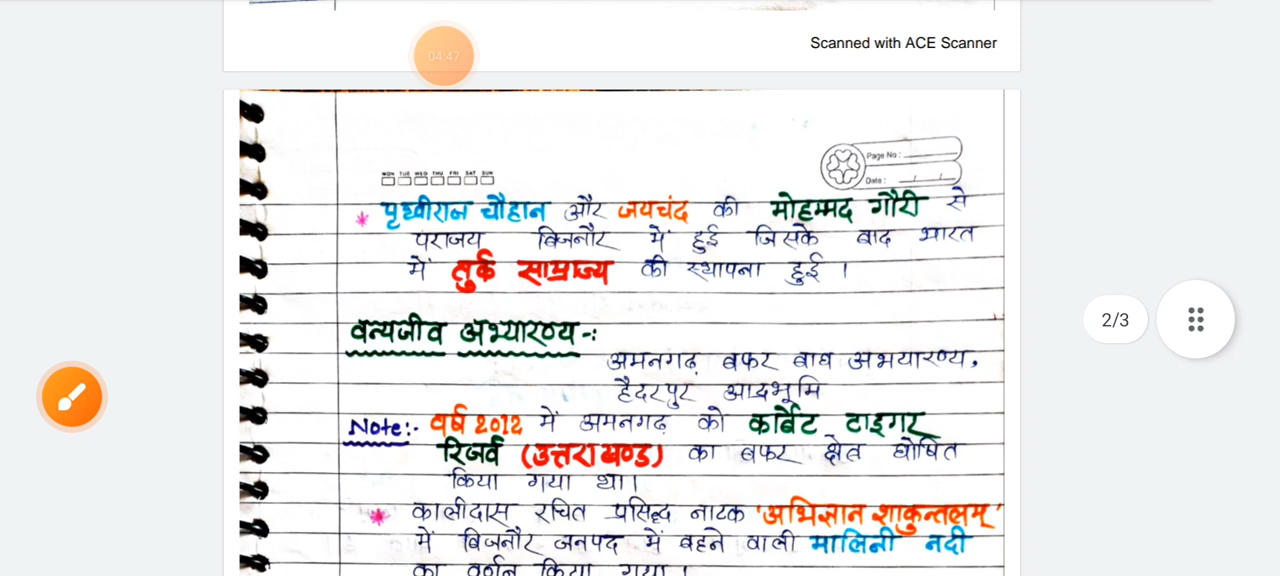 Scanned with ACE Scanner
04:47
MON TUE WED THU FRI SAT SUN
Page No :
Date :
* पृथ्वीराज चौहान और जयचंद की मोहम्मद गौरी से
पराजय बिजनौर में हुई जिसके बाद भारत
में तुर्क साम्राज्य की स्थापना हुई ।
2/3
वन्यजीव अभ्यारण्य -:
अमनगढ़ बफर बाघ अभयारण्य,
हैदरपुर आद्रभूमि
Note:- वर्ष 2012 में अमनगढ़ को कार्बेट टाइगर
रिजर्व (उत्तराखण्ड) का बफर क्षेत्र घोषित
किया गया था।
* कालीदास रचित प्रसिद्ध नाटक 'अभिज्ञान शाकुन्तलम्'
में बिजनौर जनपद में बहने वाली मालिनी नदी
का वर्णन किया गया ।